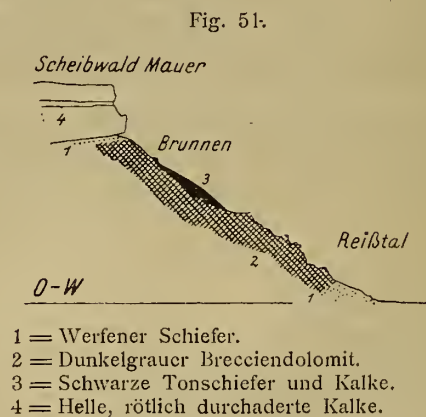 Fig. 51.
Scheibwald Mauer
4
1
Brunnen
3
Reißtal
2
O-W
1
1 = Werfener Schiefer.
2 = Dunkelgrauer Brecciendolomit.
3 = Schwarze Tonschiefer und Kalke.
4 = Helle, rötlich durchaderte Kalke.